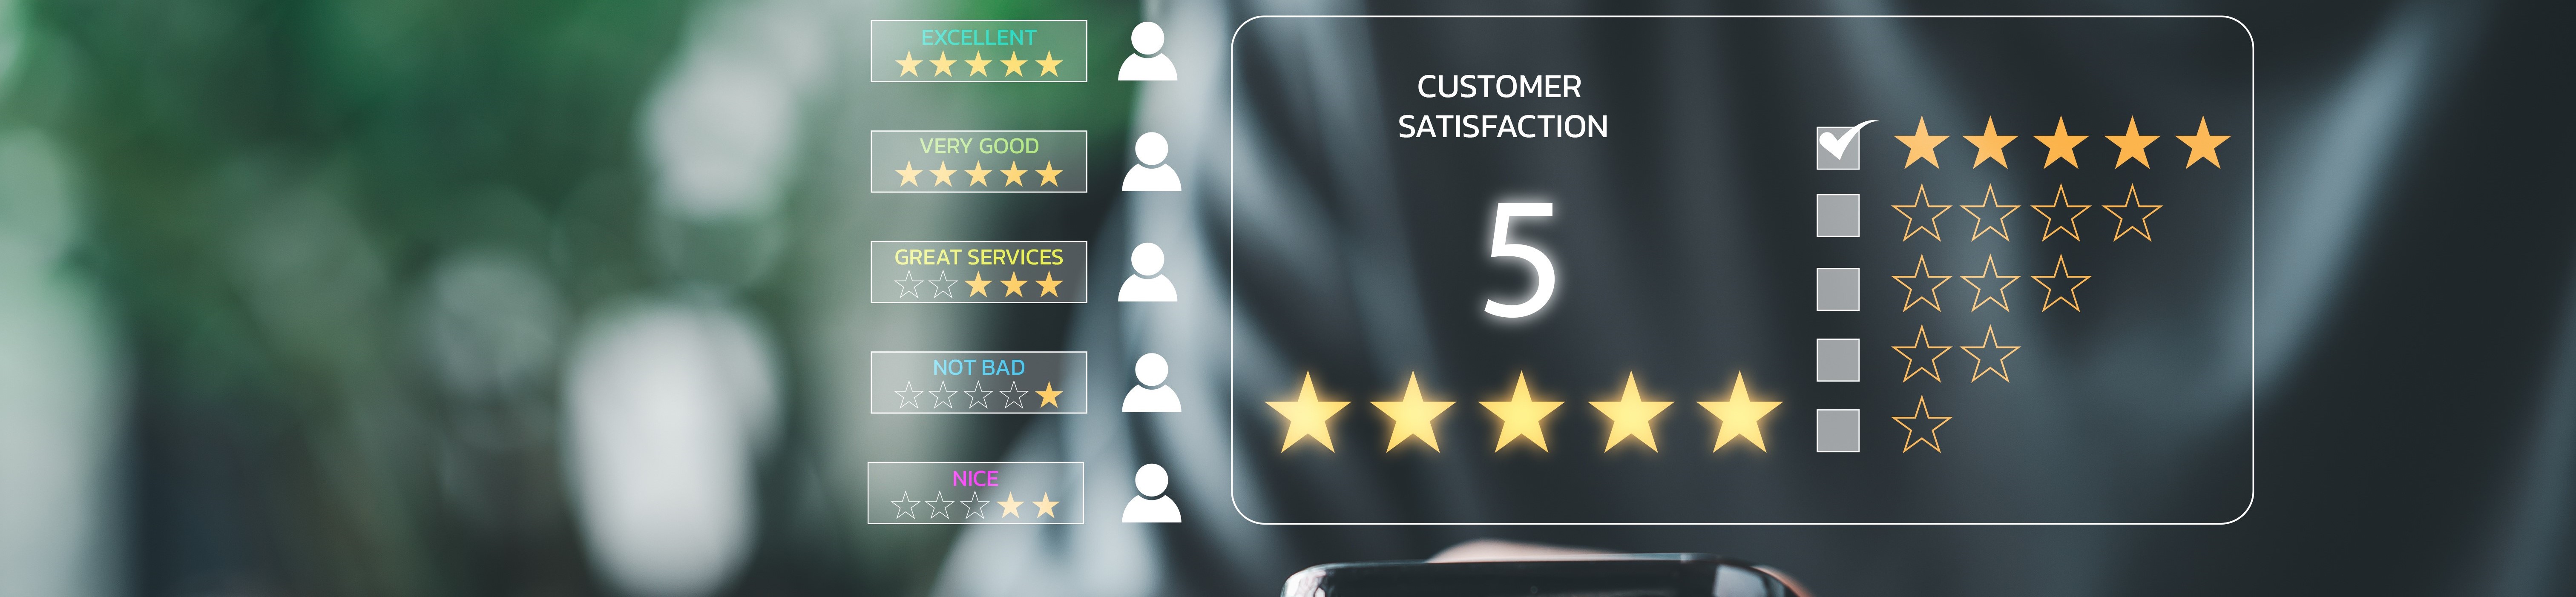 EXCELLENT
VERY GOOD
GREAT SERVICES
NOT BAD
NICE
CUSTOMER
SATISFACTION
5